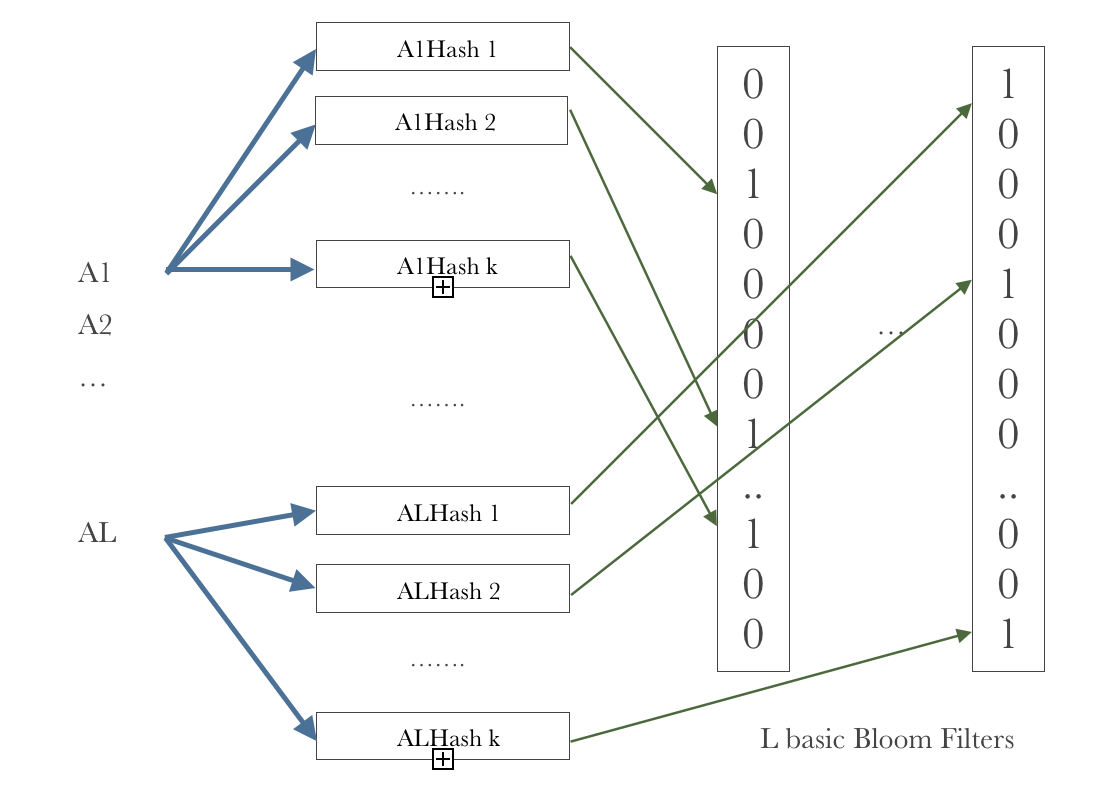 A1Hash 1
A1Hash 2
.......
A1Hash k
A1
A2
...
.......
AL
ALHash 1
ALHash 2
.......
ALHash k
0
0
1
0
0
0
0
1
..
1
0
0
...
1
0
0
0
1
0
0
0
..
0
0
1
L basic Bloom Filters